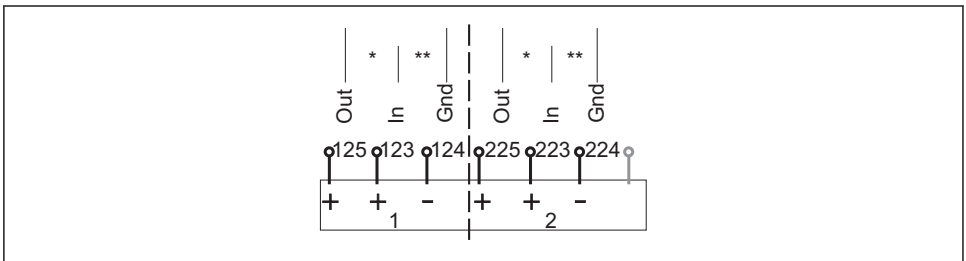 * ** * **
Out In Gnd Out In Gnd
125 123 124 225 223 224
+ + - + + -
1 2